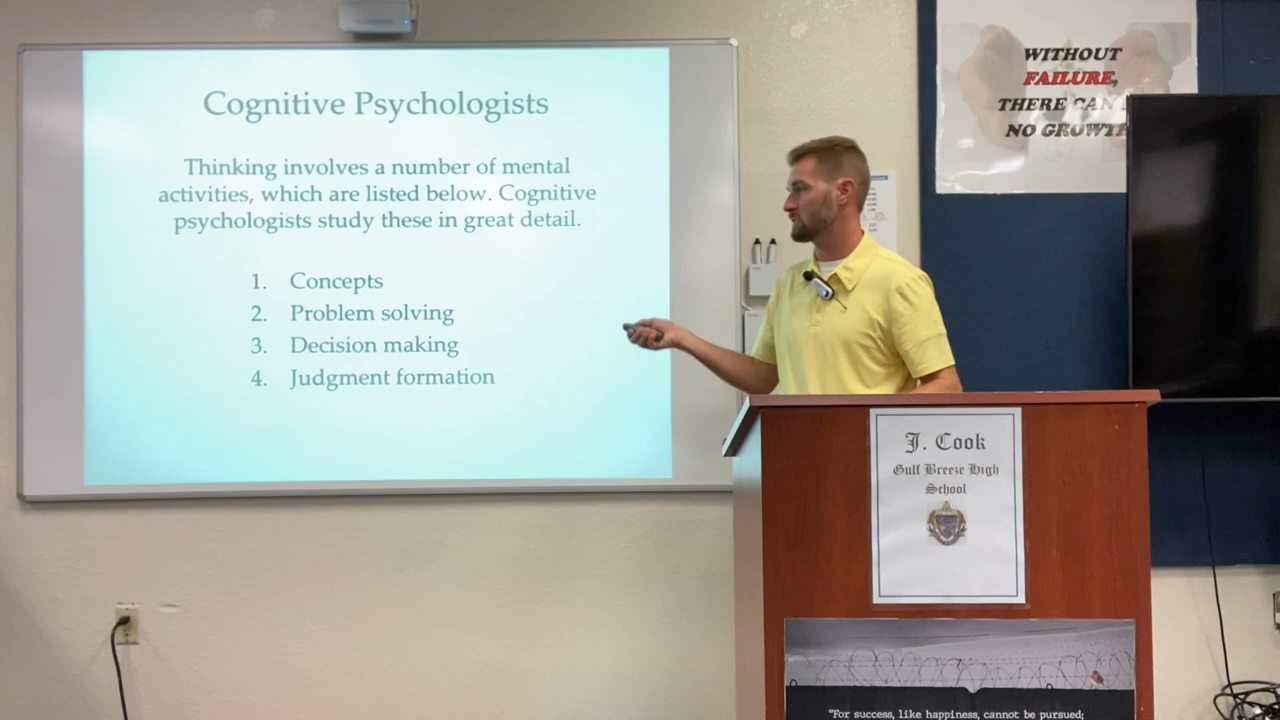 Cognitive Psychologists
Thinking involves a number of mental
activities, which are listed below. Cognitive
psychologists study these in great detail.
1. Concepts
2. Problem solving
3. Decision making
4. Judgment formation
WITHOUT
FAILURE,
THERE CAN
NO GROWTH
J. Cook
Gulf Breeze High
School
"For success, like happiness, cannot be pursued;